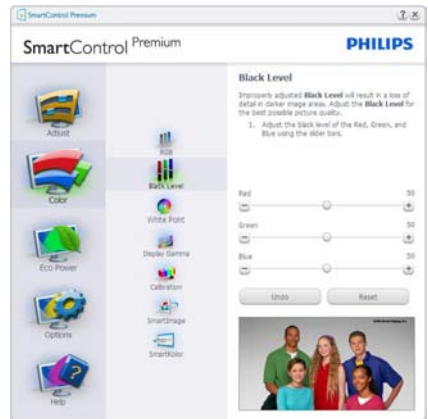 SmartControl Premium
SmartControl Premium
PHILIPS
Adjust
Color
Eco Power
Options
Help
RGB
Black Level
White Point
Display Gamma
Calibration
SmartImage
SmartKolor
Black Level
Improperly adjusted Black Level will result in a loss of
detail in darker image areas. Adjust the Black Level for
the best possible picture quality.
1. Adjust the black level of the Red, Green, and
Blue using the slider bars.
Red 50
Green 50
Blue 50
Undo Reset